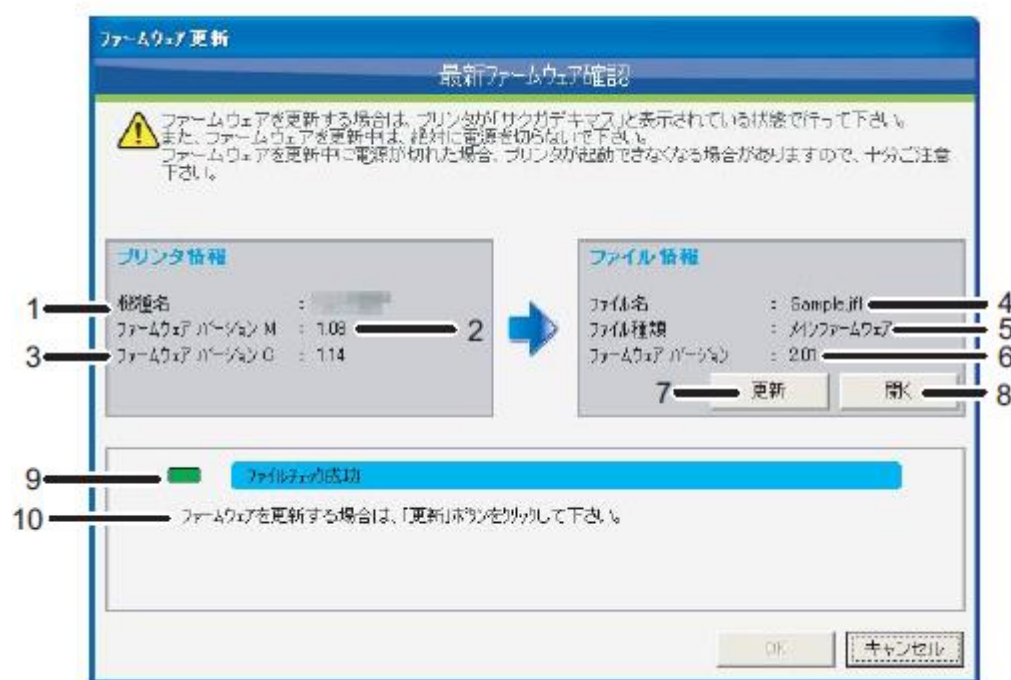 ファームウェア更新
最新ファームウェア確認
ファームウェアを更新する場合は、プリンタが「サクガデキマス」と表示されている状態で行って下さい。
また、ファームウェアを更新中は、絶対に電源を切らないで下さい。
ファームウェアを更新中に電源が切れた場合、プリンタが起動できなくなる場合がありますので、十分ご注意
下さい。
プリンタ情報
ファイル情報
1 機種名 :
ファームウェア バージョン M : 1.08 2
3 ファームウェア バージョン C : 1.14
ファイル名 : Sample.jfl 4
ファイル種類 : メインファームウェア 5
ファームウェア バージョン : 2.01 6
7 更新 開く 8
9 ファイルチェック成功
10 ファームウェアを更新する場合は、「更新」ボタンをクリックして下さい。
OK キャンセル